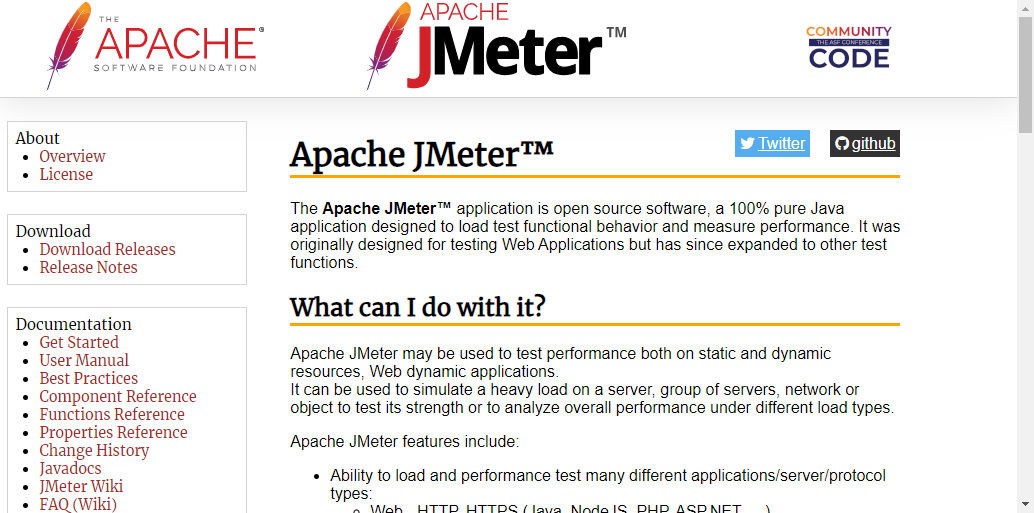 THE
APACHE®
SOFTWARE FOUNDATION
APACHE
JMeter™
COMMUNITY
THE ASF CONFERENCE
CODE
About
Overview
License
Download
Download Releases
Release Notes
Documentation
Get Started
User Manual
Best Practices
Component Reference
Functions Reference
Properties Reference
Change History
Javadocs
JMeter Wiki
FAQ (Wiki)
Apache JMeter™
Twitter
github
The Apache JMeter™ application is open source software, a 100% pure Java
application designed to load test functional behavior and measure performance. It was
originally designed for testing Web Applications but has since expanded to other test
functions.
What can I do with it?
Apache JMeter may be used to test performance both on static and dynamic
resources, Web dynamic applications.
It can be used to simulate a heavy load on a server, group of servers, network or
object to test its strength or to analyze overall performance under different load types.
Apache JMeter features include:
• Ability to load and performance test many different applications/server/protocol
types:
Web - HTTP, HTTPS (Java, NodeJS, PHP, ASP.NET, ...)